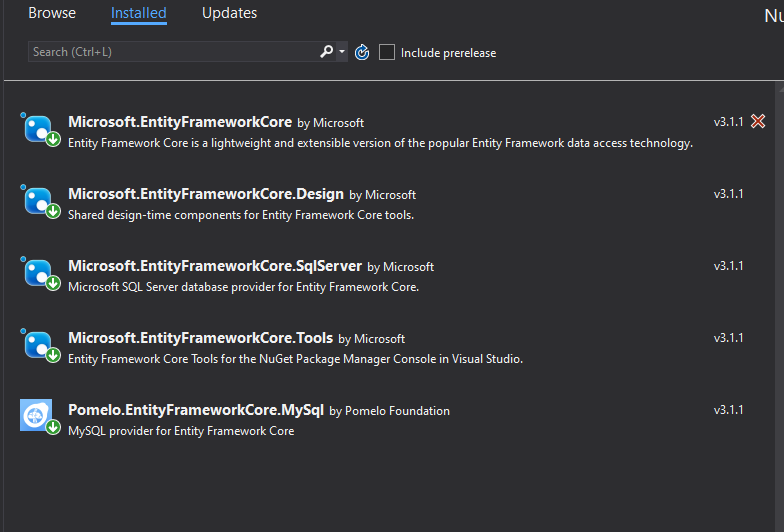 Browse Installed Updates Nu
Search (Ctrl+L) Include prerelease
Microsoft.EntityFrameworkCore by Microsoft v3.1.1
Entity Framework Core is a lightweight and extensible version of the popular Entity Framework data access technology.
Microsoft.EntityFrameworkCore.Design by Microsoft v3.1.1
Shared design-time components for Entity Framework Core tools.
Microsoft.EntityFrameworkCore.SqlServer by Microsoft v3.1.1
Microsoft SQL Server database provider for Entity Framework Core.
Microsoft.EntityFrameworkCore.Tools by Microsoft v3.1.1
Entity Framework Core Tools for the NuGet Package Manager Console in Visual Studio.
Pomelo.EntityFrameworkCore.MySql by Pomelo Foundation v3.1.1
MySQL provider for Entity Framework Core